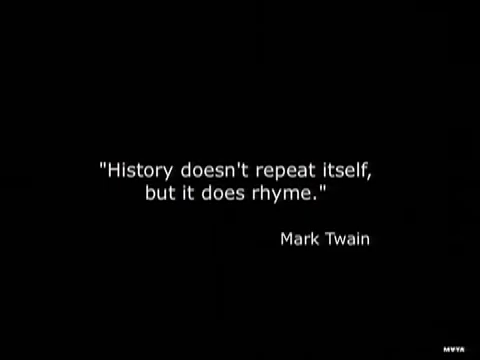 "History doesn't repeat itself,
but it does rhyme."
Mark Twain